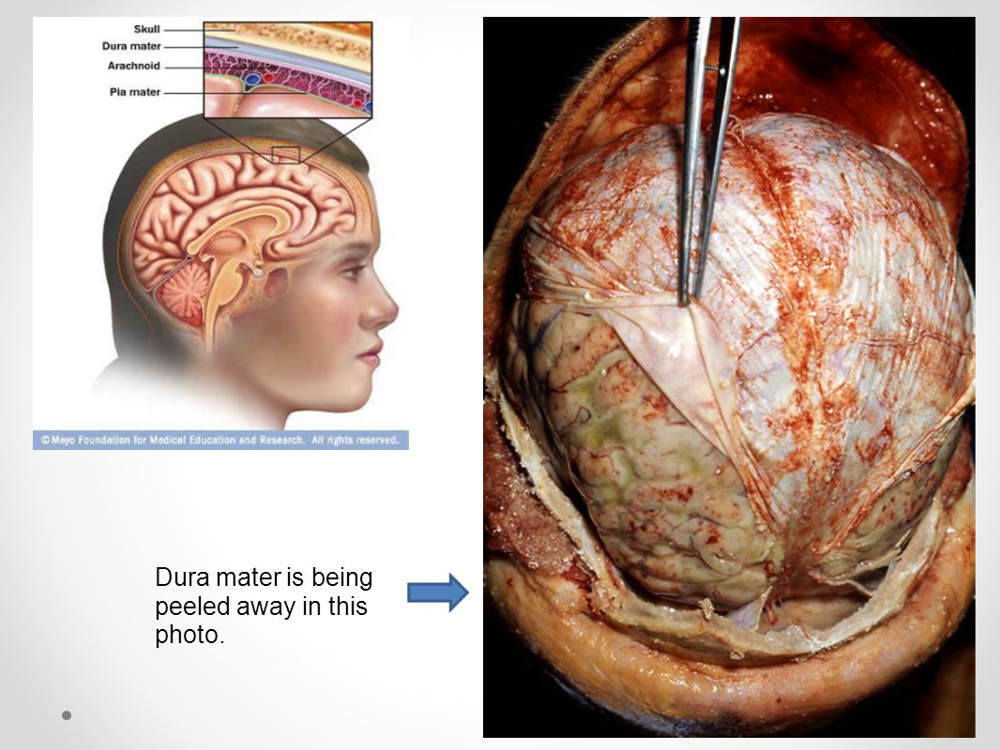 Skull
Dura mater
Arachnoid
Pia mater
©Mayo Foundation for Medical Education and Research. All rights reserved.
Dura mater is being
peeled away in this
photo.